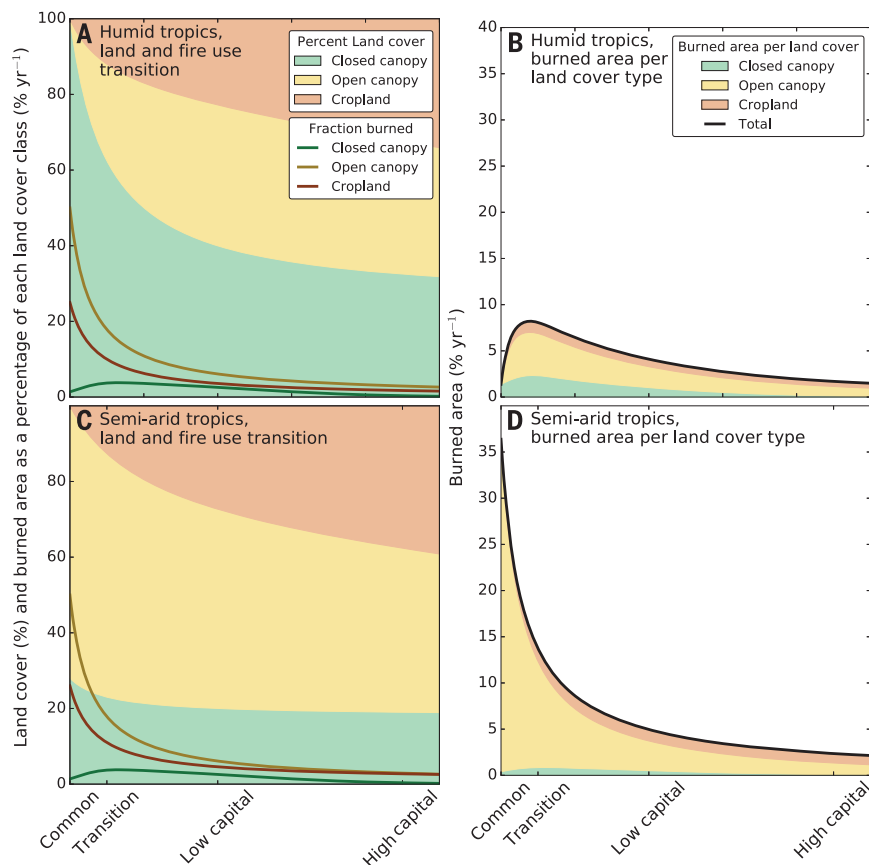 Land cover (%) and burned area as a percentage of each land cover class (% yr⁻¹)
A Humid tropics,
land and fire use
transition
Percent Land cover
Closed canopy
Open canopy
Cropland
Fraction burned
Closed canopy
Open canopy
Cropland
100
80
60
40
20
0
C Semi-arid tropics,
land and fire use transition
80
60
40
20
0
Common
Transition
Low capital
High capital
Burned area (% yr⁻¹)
B Humid tropics,
burned area per
land cover type
Burned area per land cover
Closed canopy
Open canopy
Cropland
Total
40
35
30
25
20
15
10
5
0
D Semi-arid tropics,
burned area per land cover type
35
30
25
20
15
10
5
0
Common
Transition
Low capital
High capital